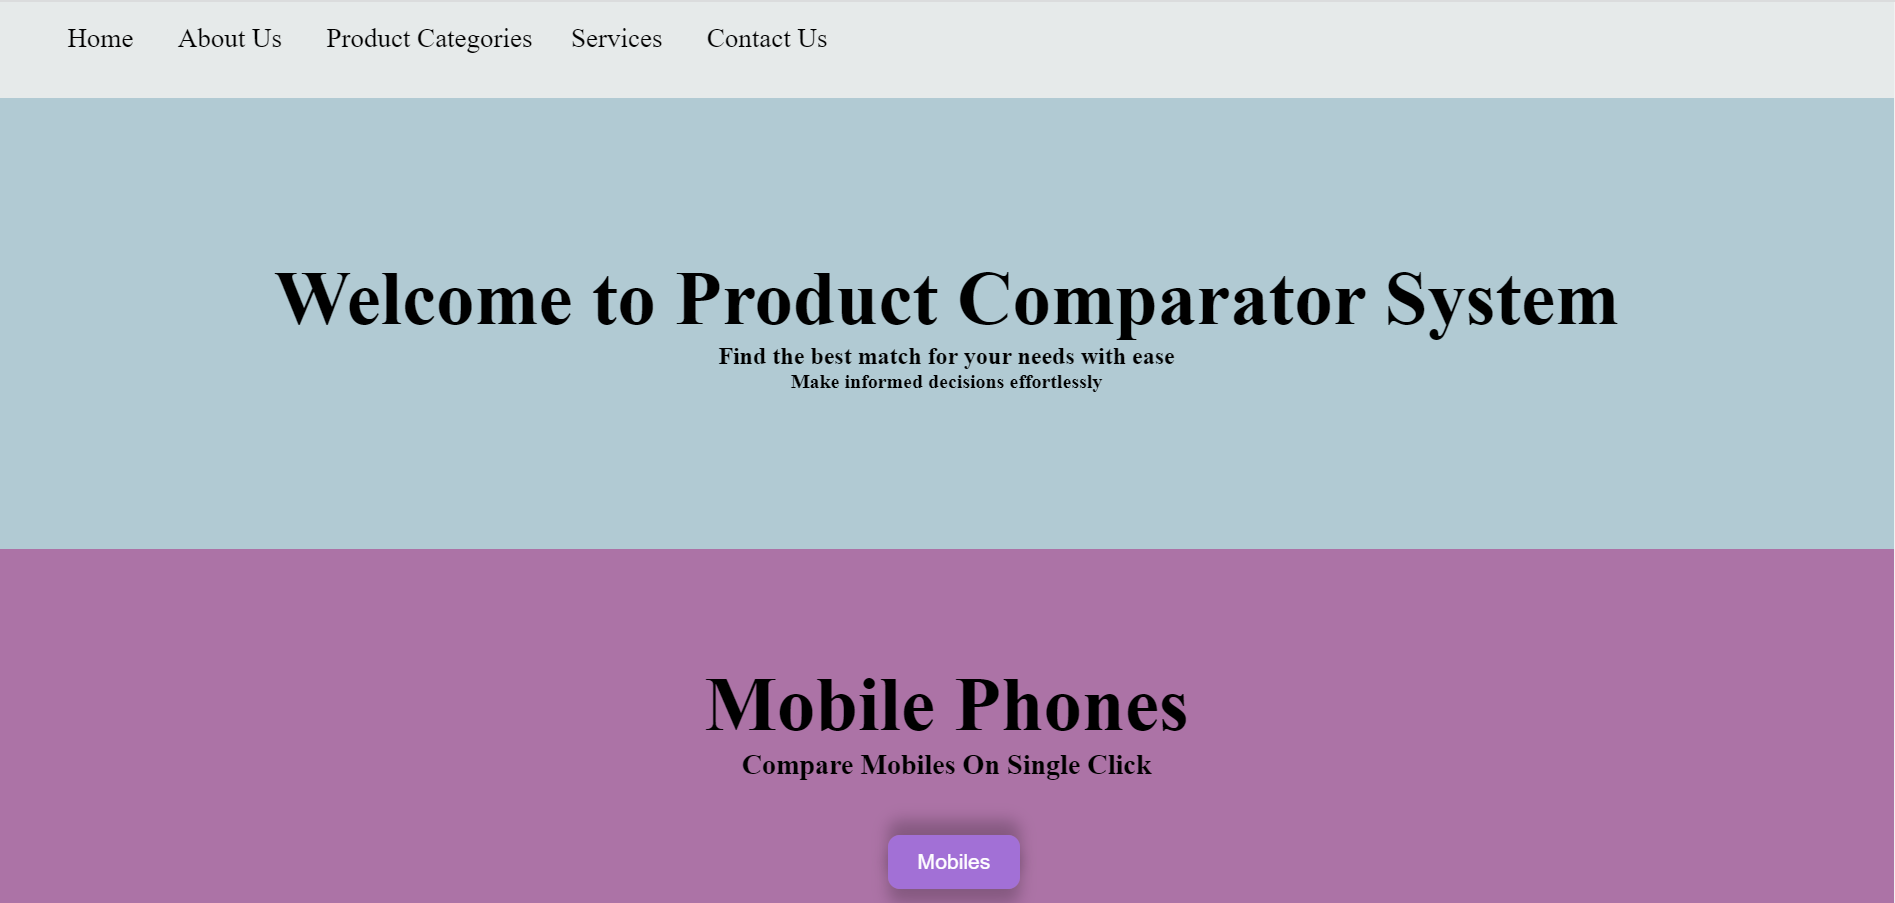 Home About Us Product Categories Services Contact Us
Welcome to Product Comparator System
Find the best match for your needs with ease
Make informed decisions effortlessly
Mobile Phones
Compare Mobiles On Single Click
Mobiles